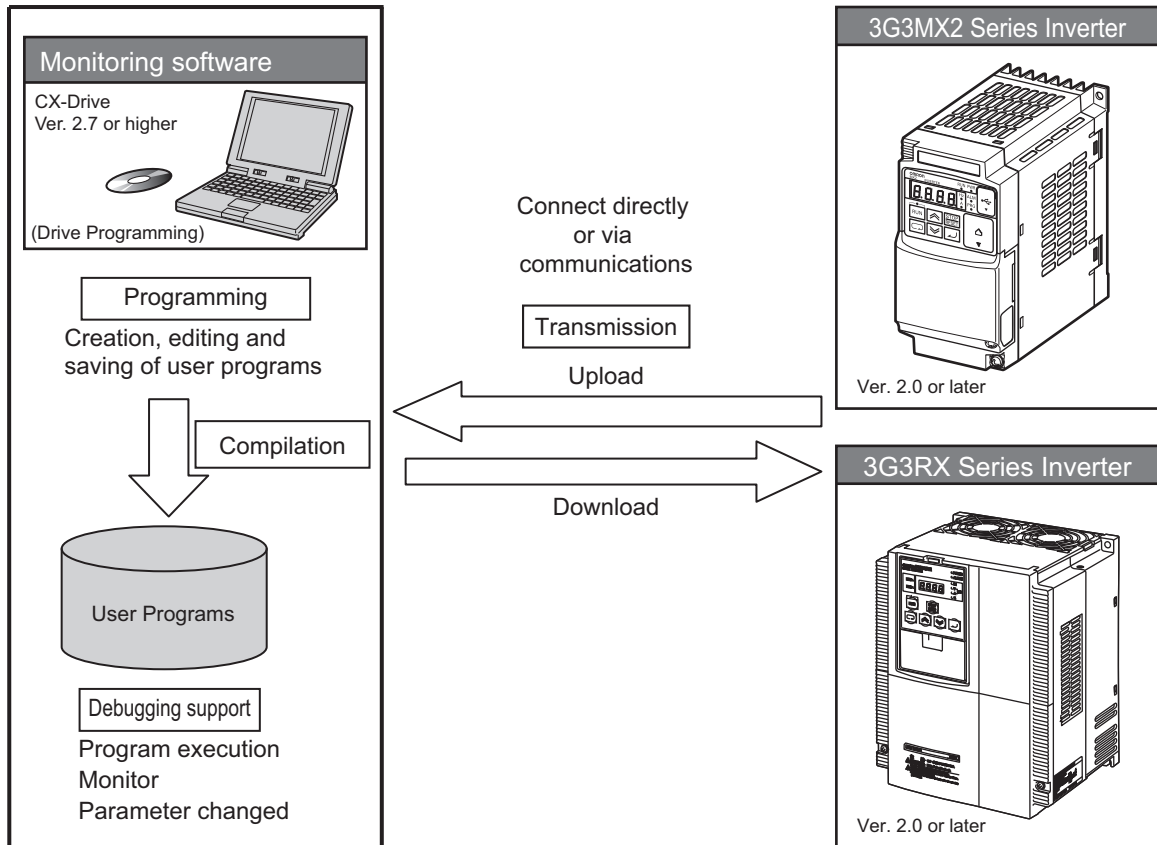 Monitoring software
CX-Drive
Ver. 2.7 or higher
(Drive Programming)
Programming
Creation, editing and
saving of user programs
Compilation
User Programs
Debugging support
Program execution
Monitor
Parameter changed
Connect directly
or via
communications
Transmission
Upload
Download
3G3MX2 Series Inverter
RUN
Ver. 2.0 or later
3G3RX Series Inverter
Ver. 2.0 or later